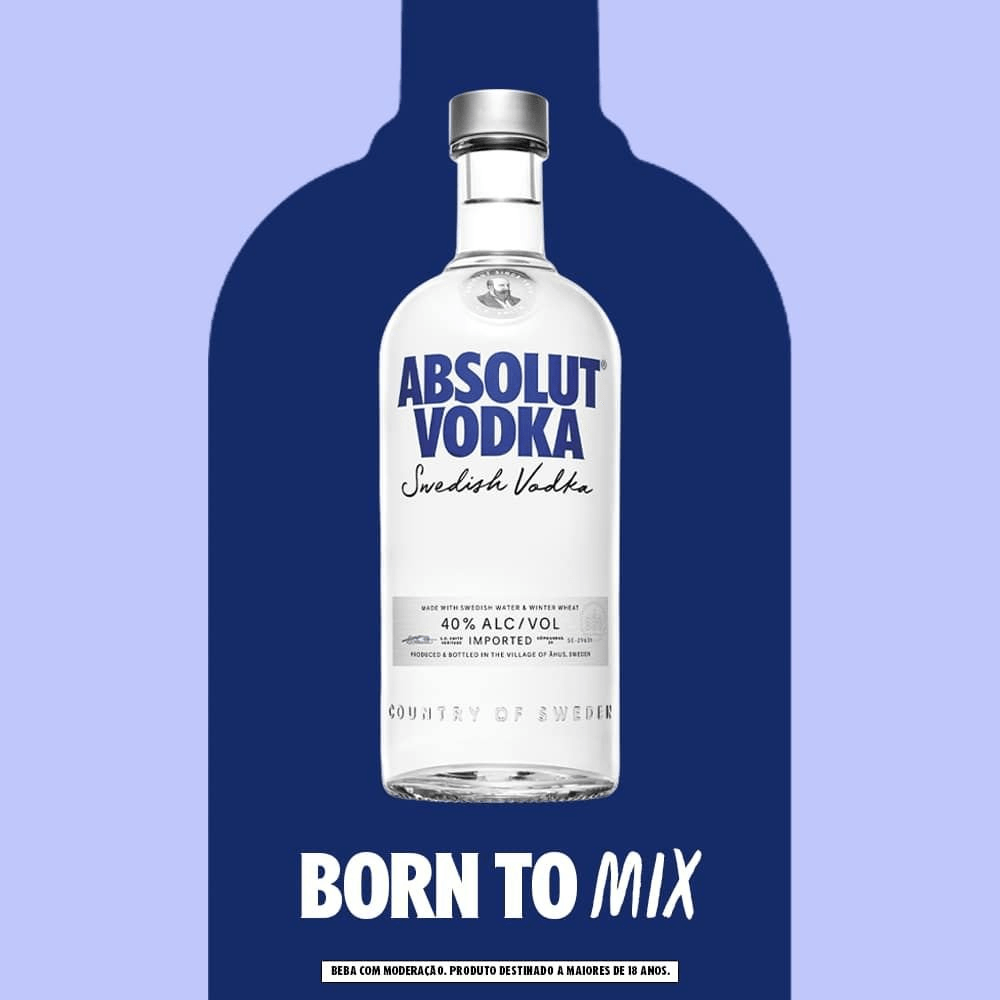 ABSOLUT®
VODKA
Swedish Vodka
MADE WITH SWEDISH WATER & WINTER WHEAT
40% ALC/VOL
IMPORTED
PRODUCED & BOTTLED IN THE VILLAGE OF ÅHUS, SWEDEN
COUNTRY OF SWEDEN
BORN TO MIX
BEBA COM MODERAÇÃO. PRODUTO DESTINADO A MAIORES DE 18 ANOS.